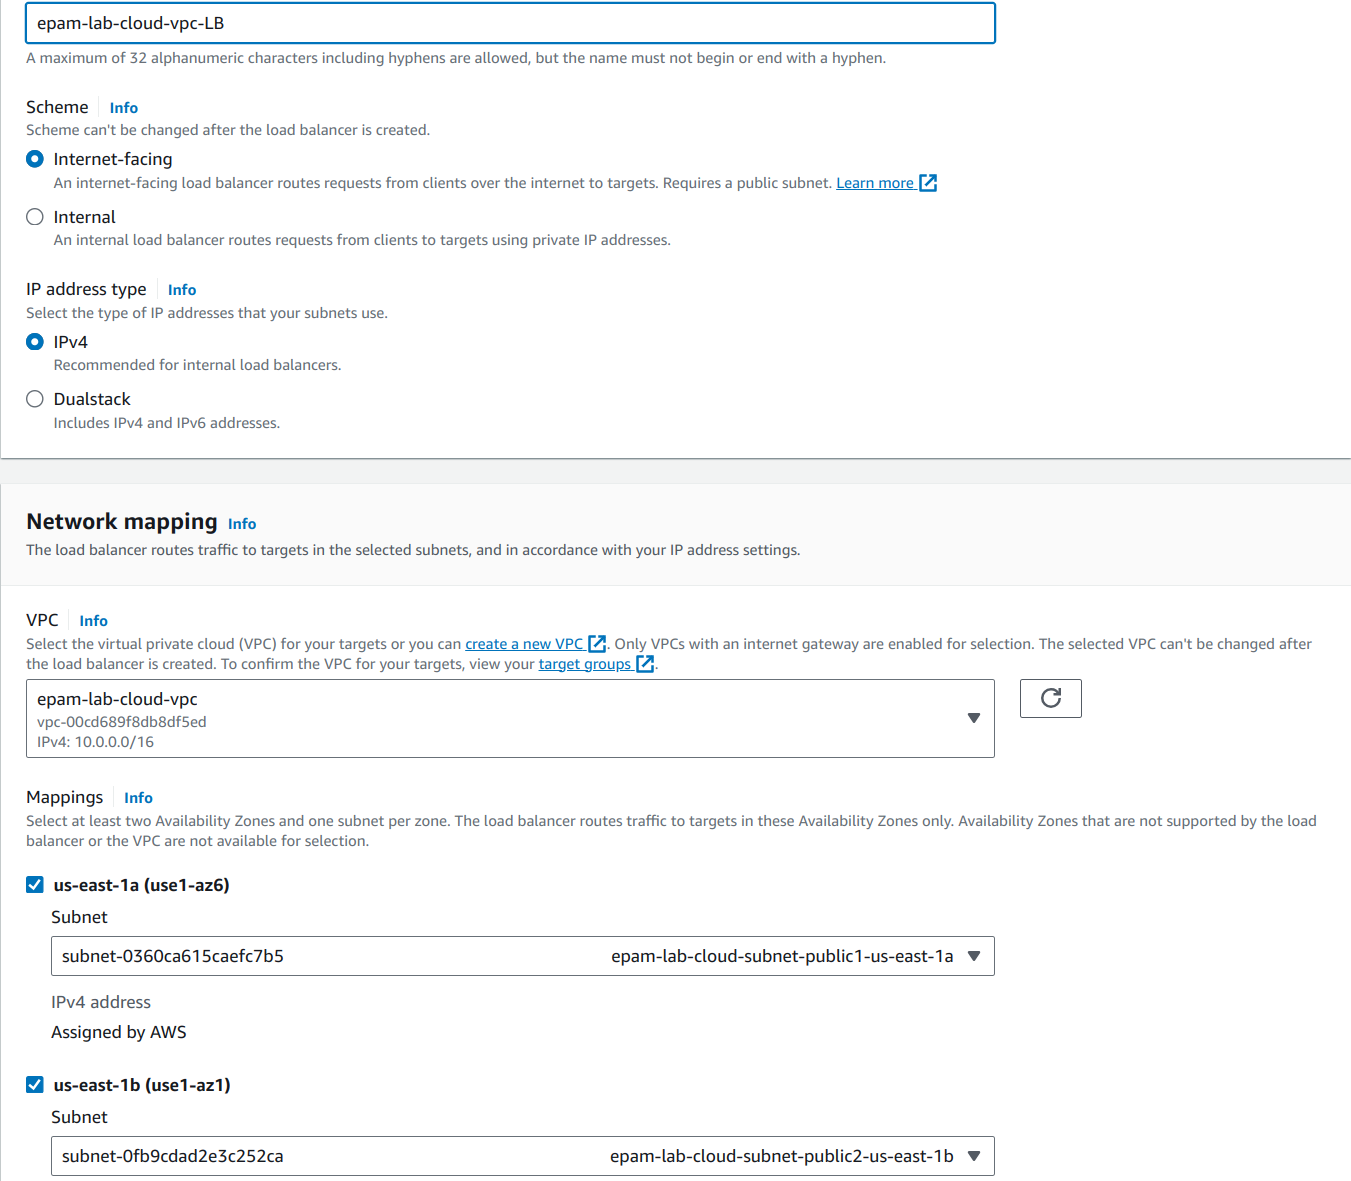 epam-lab-cloud-vpc-LB
A maximum of 32 alphanumeric characters including hyphens are allowed, but the name must not begin or end with a hyphen.
Scheme Info
Scheme can't be changed after the load balancer is created.
Internet-facing
An internet-facing load balancer routes requests from clients over the internet to targets. Requires a public subnet. Learn more
Internal
An internal load balancer routes requests from clients to targets using private IP addresses.
IP address type Info
Select the type of IP addresses that your subnets use.
IPv4
Recommended for internal load balancers.
Dualstack
Includes IPv4 and IPv6 addresses.
Network mapping Info
The load balancer routes traffic to targets in the selected subnets, and in accordance with your IP address settings.
VPC Info
Select the virtual private cloud (VPC) for your targets or you can create a new VPC. Only VPCs with an internet gateway are enabled for selection. The selected VPC can't be changed after
the load balancer is created. To confirm the VPC for your targets, view your target groups.
epam-lab-cloud-vpc
vpc-00cd689f8db8df5ed
IPv4: 10.0.0.0/16
Mappings Info
Select at least two Availability Zones and one subnet per zone. The load balancer routes traffic to targets in these Availability Zones only. Availability Zones that are not supported by the load
balancer or the VPC are not available for selection.
us-east-1a (use1-az6)
Subnet
subnet-0360ca615caefc7b5 epam-lab-cloud-subnet-public1-us-east-1a
IPv4 address
Assigned by AWS
us-east-1b (use1-az1)
Subnet
subnet-0fb9cdad2e3c252ca epam-lab-cloud-subnet-public2-us-east-1b